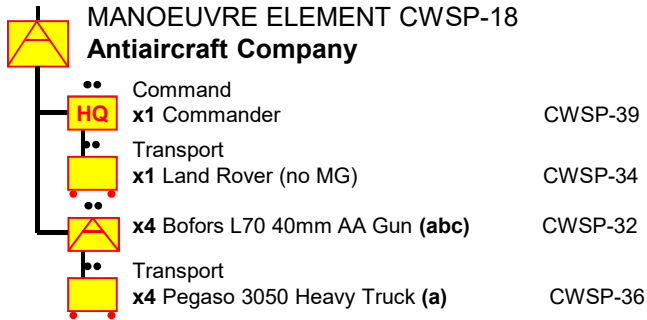 MANOEUVRE ELEMENT CWSP-18
Antiaircraft Company
Command
HQ x1 Commander CWSP-39
Transport
x1 Land Rover (no MG) CWSP-34
x4 Bofors L70 40mm AA Gun (abc) CWSP-32
Transport
x4 Pegaso 3050 Heavy Truck (a) CWSP-36